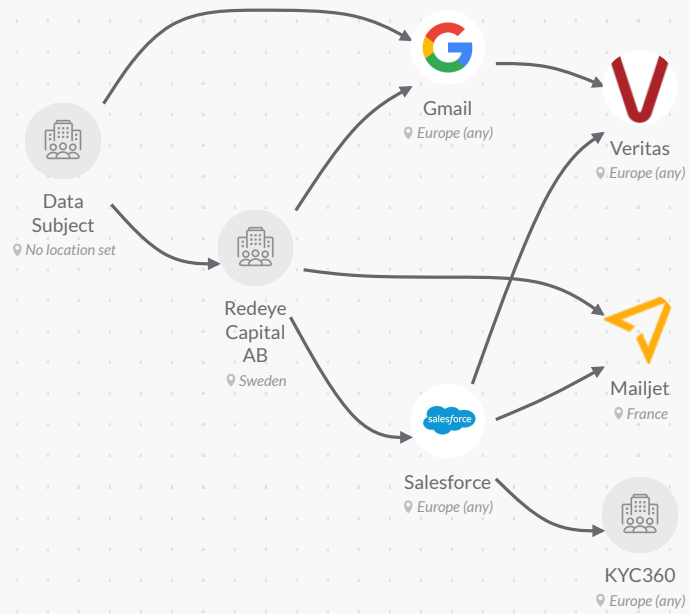 Gmail
Europe (any)
Veritas
Europe (any)
Data
Subject
No location set
Redeye
Capital
AB
Sweden
Mailjet
France
salesforce
Salesforce
Europe (any)
KYC360
Europe (any)